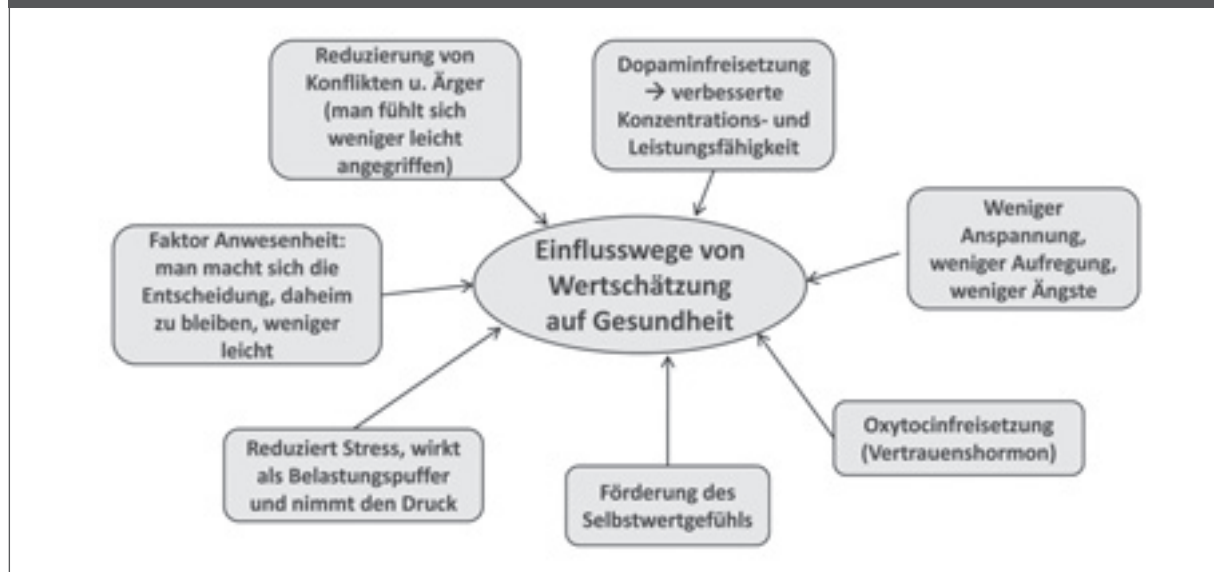 Reduzierung von
Konflikten u. Ärger
(man fühlt sich
weniger leicht
angegriffen)
Dopaminfreisetzung
→ verbesserte
Konzentrations- und
Leistungsfähigkeit
Weniger
Anspannung,
weniger Aufregung,
weniger Ängste
Faktor Anwesenheit:
man macht sich die
Entscheidung, daheim
zu bleiben, weniger
leicht
Einflusswege von
Wertschätzung
auf Gesundheit
Oxytocinfreisetzung
(Vertrauenshormon)
Reduziert Stress, wirkt
als Belastungspuffer
und nimmt den Druck
Förderung des
Selbstwertgefühls